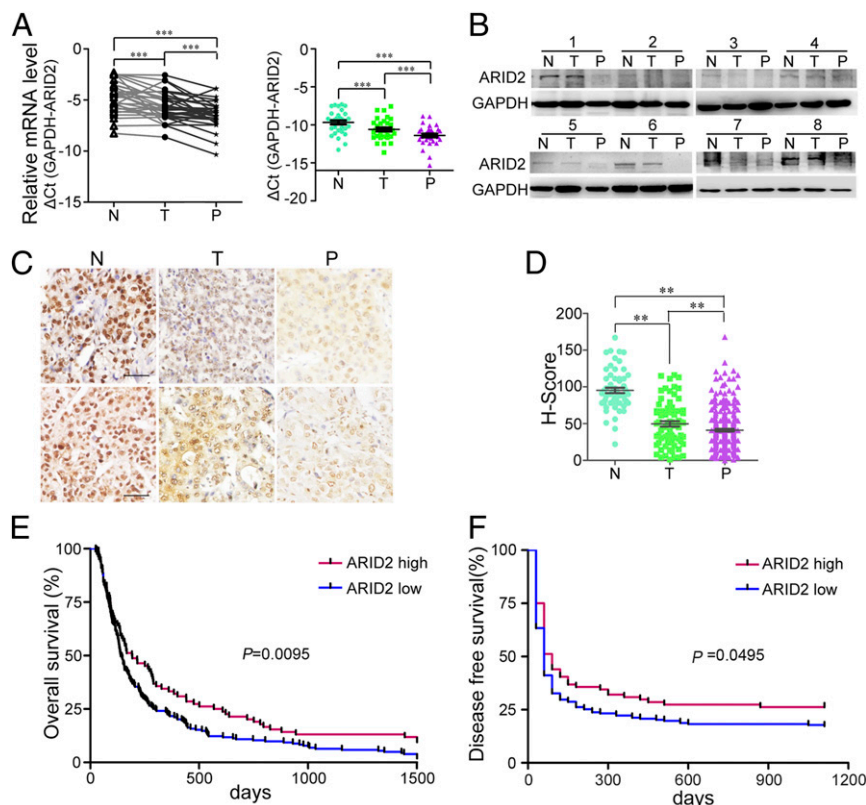 A
Relative mRNA level
ΔCt (GAPDH-ARID2)
***
*** ***
0
-5
-10
-15
N T P
ΔCt (GAPDH-ARID2)
***
*** ***
0
-5
-10
-15
-20
N T P
B
1 2 3 4
N T P N T P N T P N T P
ARID2
GAPDH
5 6 7 8
N T P N T P N T P N T P
ARID2
GAPDH
C
N T P
D
H-Score
**
** **
200
150
100
50
0
N T P
E
Overall survival (%)
100
75
50
25
0
ARID2 high
ARID2 low
P=0.0095
0 500 1000 1500
days
F
Disease free survival(%)
100
75
50
25
0
ARID2 high
ARID2 low
P =0.0495
0 300 600 900 1200
days